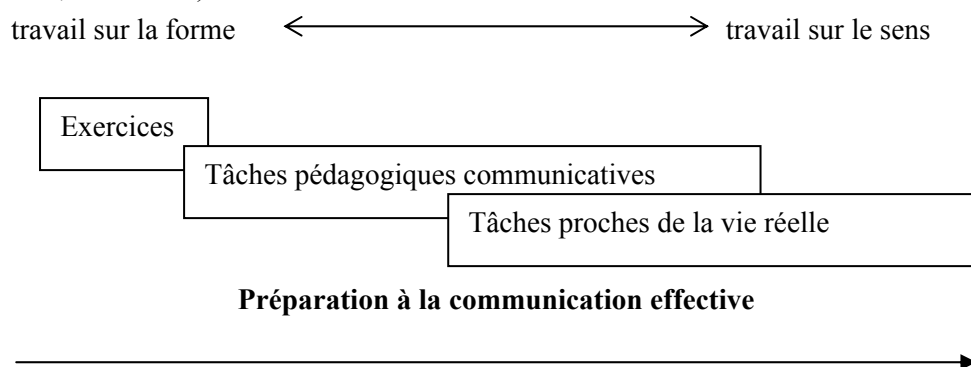 travail sur la forme travail sur le sens
Exercices
Tâches pédagogiques communicatives
Tâches proches de la vie réelle
Préparation à la communication effective